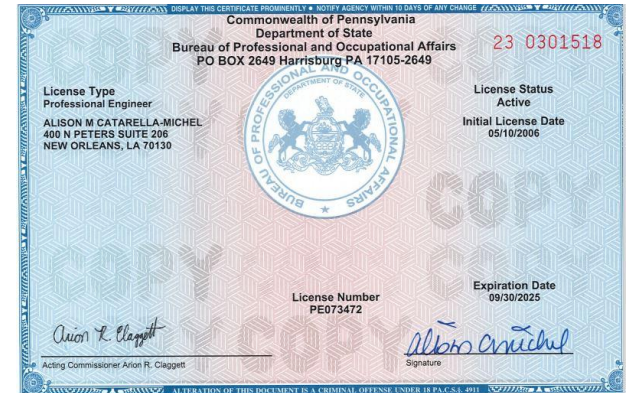 DISPLAY THIS CERTIFICATE PROMINENTLY • NOTIFY AGENCY WITHIN 10 DAYS OF ANY CHANGE
Commonwealth of Pennsylvania
Department of State
Bureau of Professional and Occupational Affairs
PO BOX 2649 Harrisburg PA 17105-2649
23 0301518
License Type
Professional Engineer
ALISON M CATARELLA-MICHEL
400 N PETERS SUITE 206
NEW ORLEANS, LA 70130
BUREAU OF PROFESSIONAL AND OCCUPATIONAL AFFAIRS
DEPARTMENT OF STATE
License Status
Active
Initial License Date
05/10/2006
COPY
COPY
COPY
COPY
COPY
License Number
PE073472
Expiration Date
09/30/2025
Arion R. Claggett
Acting Commissioner Arion R. Claggett
Signature
ALTERATION OF THIS DOCUMENT IS A CRIMINAL OFFENSE UNDER 18 PA.C.S.§ 4911